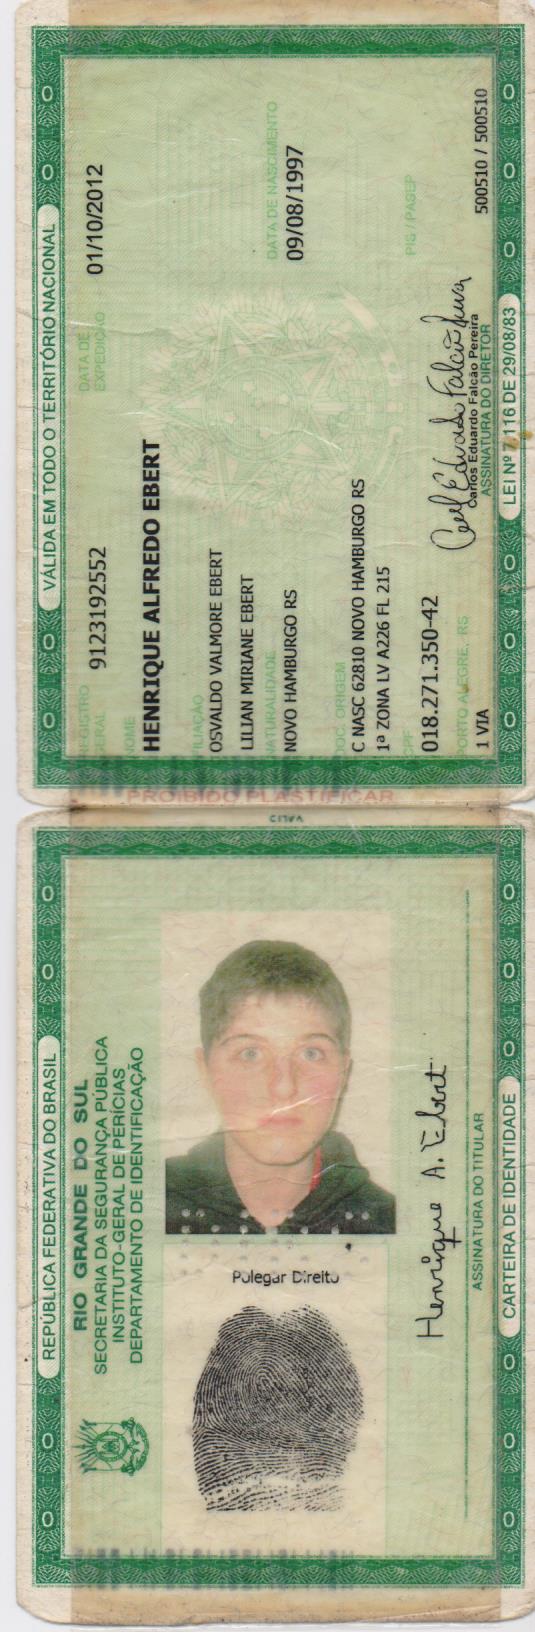 REPÚBLICA FEDERATIVA DO BRASIL
RIO GRANDE DO SUL
SECRETARIA DA SEGURANÇA PÚBLICA
INSTITUTO-GERAL DE PERÍCIAS
DEPARTAMENTO DE IDENTIFICAÇÃO
Polegar Direito
Henrique A. Ebert
ASSINATURA DO TITULAR
CARTEIRA DE IDENTIDADE
PROIBIDO PLASTIFICAR
VÁLIDA EM TODO O TERRITÓRIO NACIONAL
REGISTRO GERAL 9123192552 DATA DE EXPEDIÇÃO 01/10/2012
NOME
HENRIQUE ALFREDO EBERT
FILIAÇÃO
OSVALDO VALMORE EBERT
LILIAN MIRIANE EBERT
NATURALIDADE DATA DE NASCIMENTO
NOVO HAMBURGO RS 09/08/1997
DOC. ORIGEM
C NASC 62810 NOVO HAMBURGO RS
1ª ZONA LV A226 FL 215
CPF PIS / PASEP
018.271.350-42
PORTO ALEGRE, RS
Carlos Eduardo Falcão Pereira
1 VIA ASSINATURA DO DIRETOR 500510 / 500510
LEI Nº 7.116 DE 29/08/83